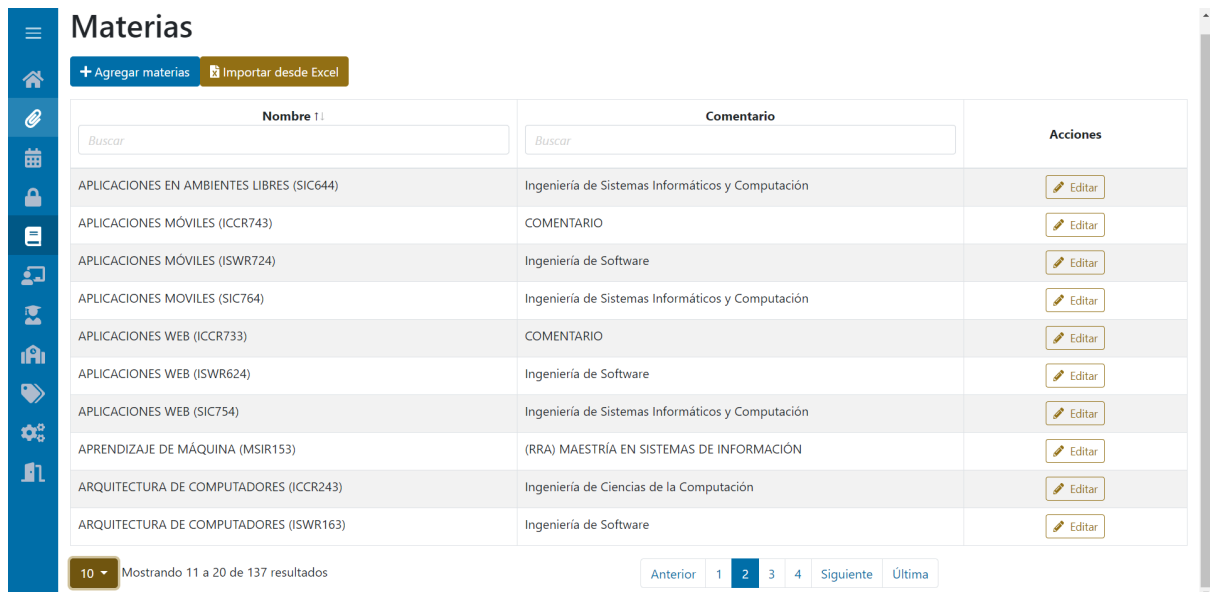 Materias
Agregar materias Importar desde Excel
Nombre Comentario Acciones
Buscar Buscar
APLICACIONES EN AMBIENTES LIBRES (SIC644) Ingeniería de Sistemas Informáticos y Computación Editar
APLICACIONES MÓVILES (ICCR743) COMENTARIO Editar
APLICACIONES MÓVILES (ISWR724) Ingeniería de Software Editar
APLICACIONES MOVILES (SIC764) Ingeniería de Sistemas Informáticos y Computación Editar
APLICACIONES WEB (ICCR733) COMENTARIO Editar
APLICACIONES WEB (ISWR624) Ingeniería de Software Editar
APLICACIONES WEB (SIC754) Ingeniería de Sistemas Informáticos y Computación Editar
APRENDIZAJE DE MÁQUINA (MSIR153) (RRA) MAESTRÍA EN SISTEMAS DE INFORMACIÓN Editar
ARQUITECTURA DE COMPUTADORES (ICCR243) Ingeniería de Ciencias de la Computación Editar
ARQUITECTURA DE COMPUTADORES (ISWR163) Ingeniería de Software Editar
10 Mostrando 11 a 20 de 137 resultados Anterior 1 2 3 4 Siguiente Última